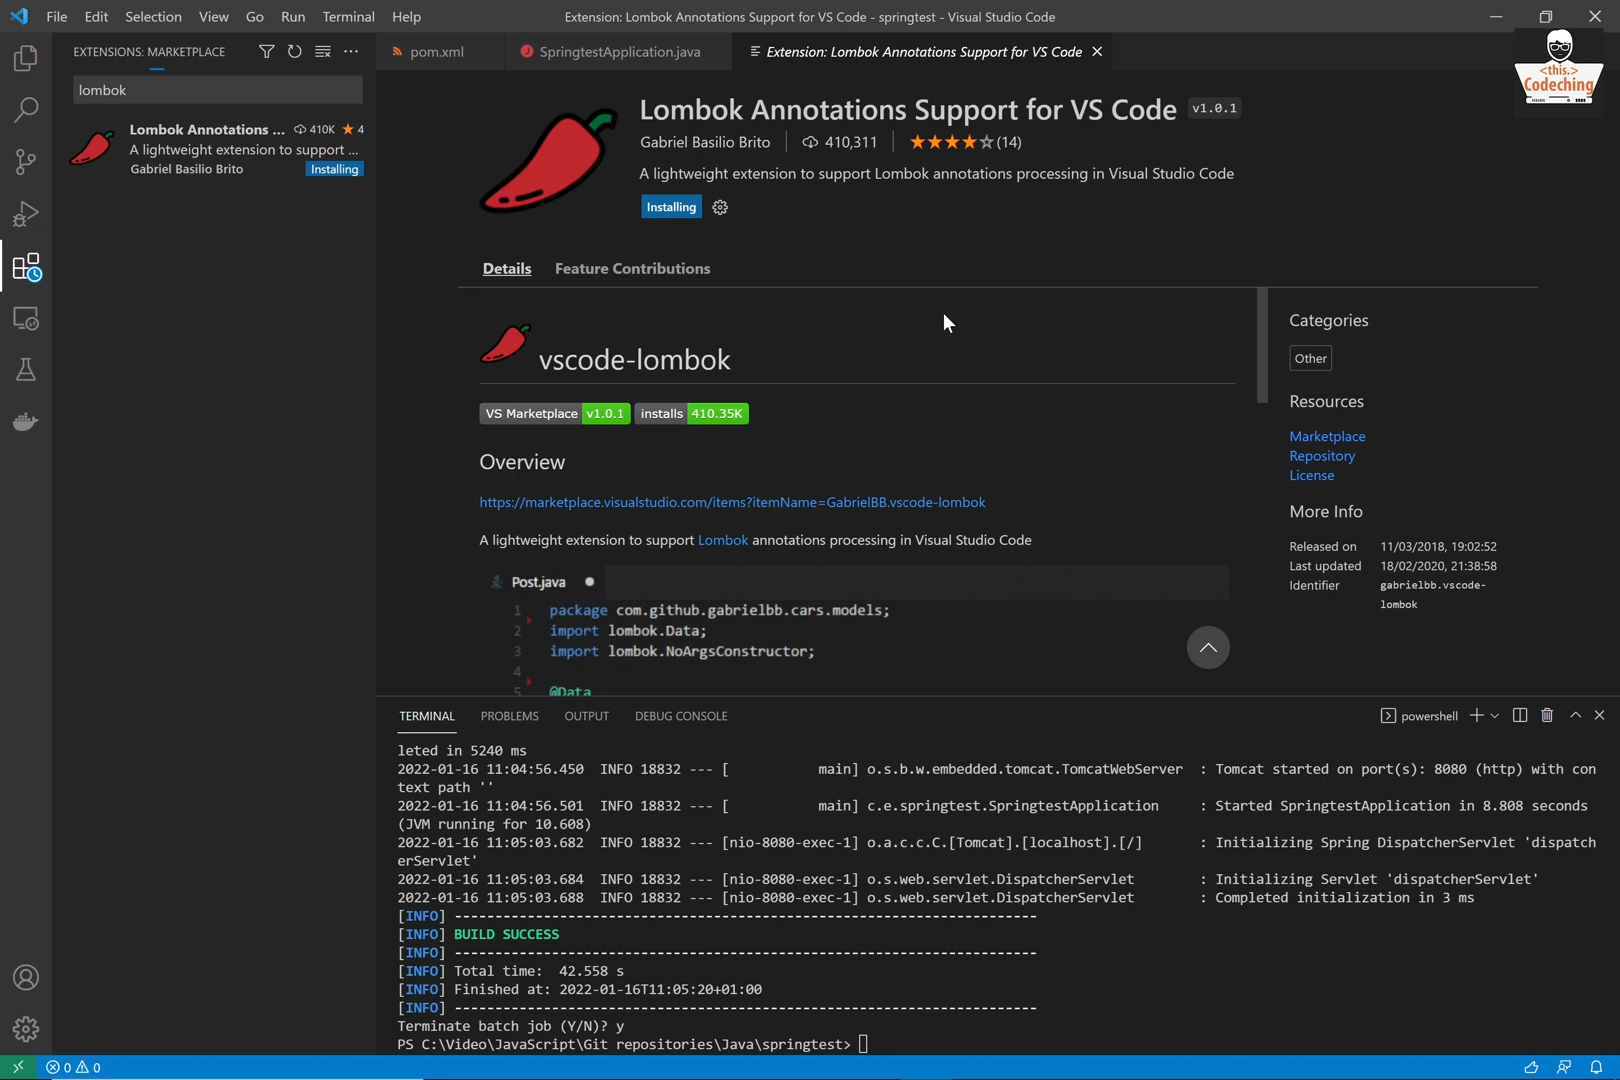 File Edit Selection View Go Run Terminal Help
Extension: Lombok Annotations Support for VS Code - springtest - Visual Studio Code
EXTENSIONS: MARKETPLACE
pom.xml
SpringtestApplication.java
Extension: Lombok Annotations Support for VS Code
<this.>
Codeching
lombok
Lombok Annotations ... 410K ★ 4
A lightweight extension to support ...
Gabriel Basilio Brito
Installing
Lombok Annotations Support for VS Code v1.0.1
Gabriel Basilio Brito 410,311 (14)
A lightweight extension to support Lombok annotations processing in Visual Studio Code
Installing
Details Feature Contributions
vscode-lombok
VS Marketplace v1.0.1 installs 410.35K
Overview
https://marketplace.visualstudio.com/items?itemName=GabrielBB.vscode-lombok
A lightweight extension to support Lombok annotations processing in Visual Studio Code
Post.java
1 package com.github.gabrielbb.cars.models;
2 import lombok.Data;
3 import lombok.NoArgsConstructor;
4
5 @Data
Categories
Other
Resources
Marketplace
Repository
License
More Info
Released on 11/03/2018, 19:02:52
Last updated 18/02/2020, 21:38:58
Identifier gabrielbb.vscode-
lombok
TERMINAL PROBLEMS OUTPUT DEBUG CONSOLE
powershell
leted in 5240 ms
2022-01-16 11:04:56.450 INFO 18832 --- [ main] o.s.b.w.embedded.tomcat.TomcatWebServer : Tomcat started on port(s): 8080 (http) with con
text path ''
2022-01-16 11:04:56.501 INFO 18832 --- [ main] c.e.springtest.SpringtestApplication : Started SpringtestApplication in 8.808 seconds
(JVM running for 10.608)
2022-01-16 11:05:03.682 INFO 18832 --- [nio-8080-exec-1] o.a.c.c.C.[Tomcat].[localhost].[/] : Initializing Spring DispatcherServlet 'dispatch
erServlet'
2022-01-16 11:05:03.684 INFO 18832 --- [nio-8080-exec-1] o.s.web.servlet.DispatcherServlet : Initializing Servlet 'dispatcherServlet'
2022-01-16 11:05:03.688 INFO 18832 --- [nio-8080-exec-1] o.s.web.servlet.DispatcherServlet : Completed initialization in 3 ms
[INFO] ------------------------------------------------------------------------
[INFO] BUILD SUCCESS
[INFO] ------------------------------------------------------------------------
[INFO] Total time: 42.558 s
[INFO] Finished at: 2022-01-16T11:05:20+01:00
[INFO] ------------------------------------------------------------------------
Terminate batch job (Y/N)? y
PS C:\Video\JavaScript\Git repositories\Java\springtest>
0 0